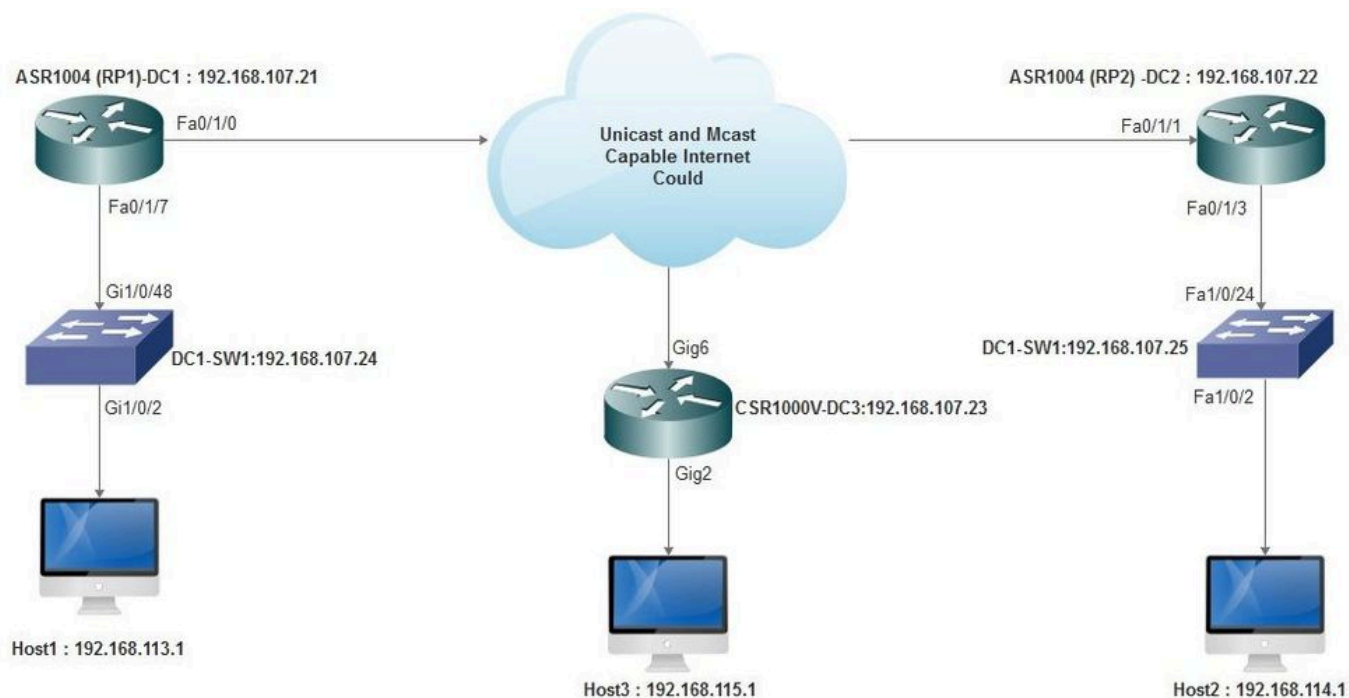 ASR1004 (RP1)-DC1 : 192.168.107.21
ASR1004 (RP2) -DC2 : 192.168.107.22
Fa0/1/0
Unicast and Mcast
Capable Internet
Could
Fa0/1/1
Fa0/1/7
Fa0/1/3
Gi1/0/48
Fa1/0/24
DC1-SW1:192.168.107.24
Gig6
DC1-SW1:192.168.107.25
Gi1/0/2
CSR1000V-DC3:192.168.107.23
Fa1/0/2
Gig2
Host1 : 192.168.113.1
Host3 : 192.168.115.1
Host2 : 192.168.114.1